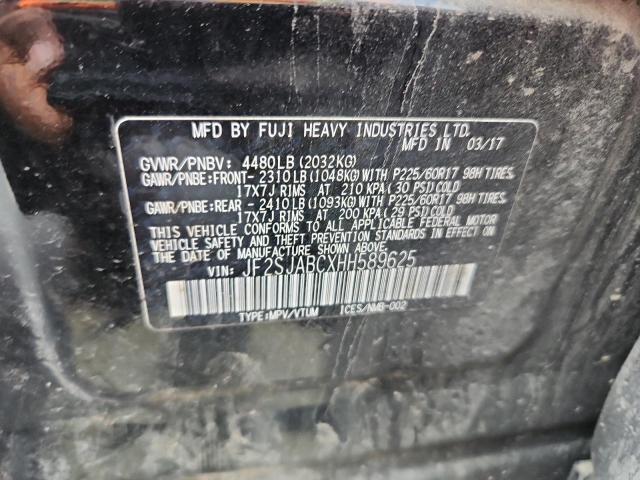 MFD BY FUJI HEAVY INDUSTRIES LTD.
MFD IN 03/17
GVWR/PNBV: 4480LB (2032KG)
GAWR/PNBE:FRONT- 2310LB (1048KG) WITH P225/60R17 98H TIRES,
17X7J RIMS AT 210 KPA (30 PSI) COLD
GAWR/PNBE:REAR - 2410LB (1093KG) WITH P225/60R17 98H TIRES,
17X7J RIMS AT 200 KPA (29 PSI) COLD
THIS VEHICLE CONFORMS TO ALL APPLICABLE FEDERAL MOTOR
VEHICLE SAFETY AND THEFT PREVENTION STANDARDS IN EFFECT ON
THE DATE OF MANUFACTURE SHOWN ABOVE.
VIN: JF2SJABCXHH589625
TYPE:MPV/VTUM ICES/NMB-002